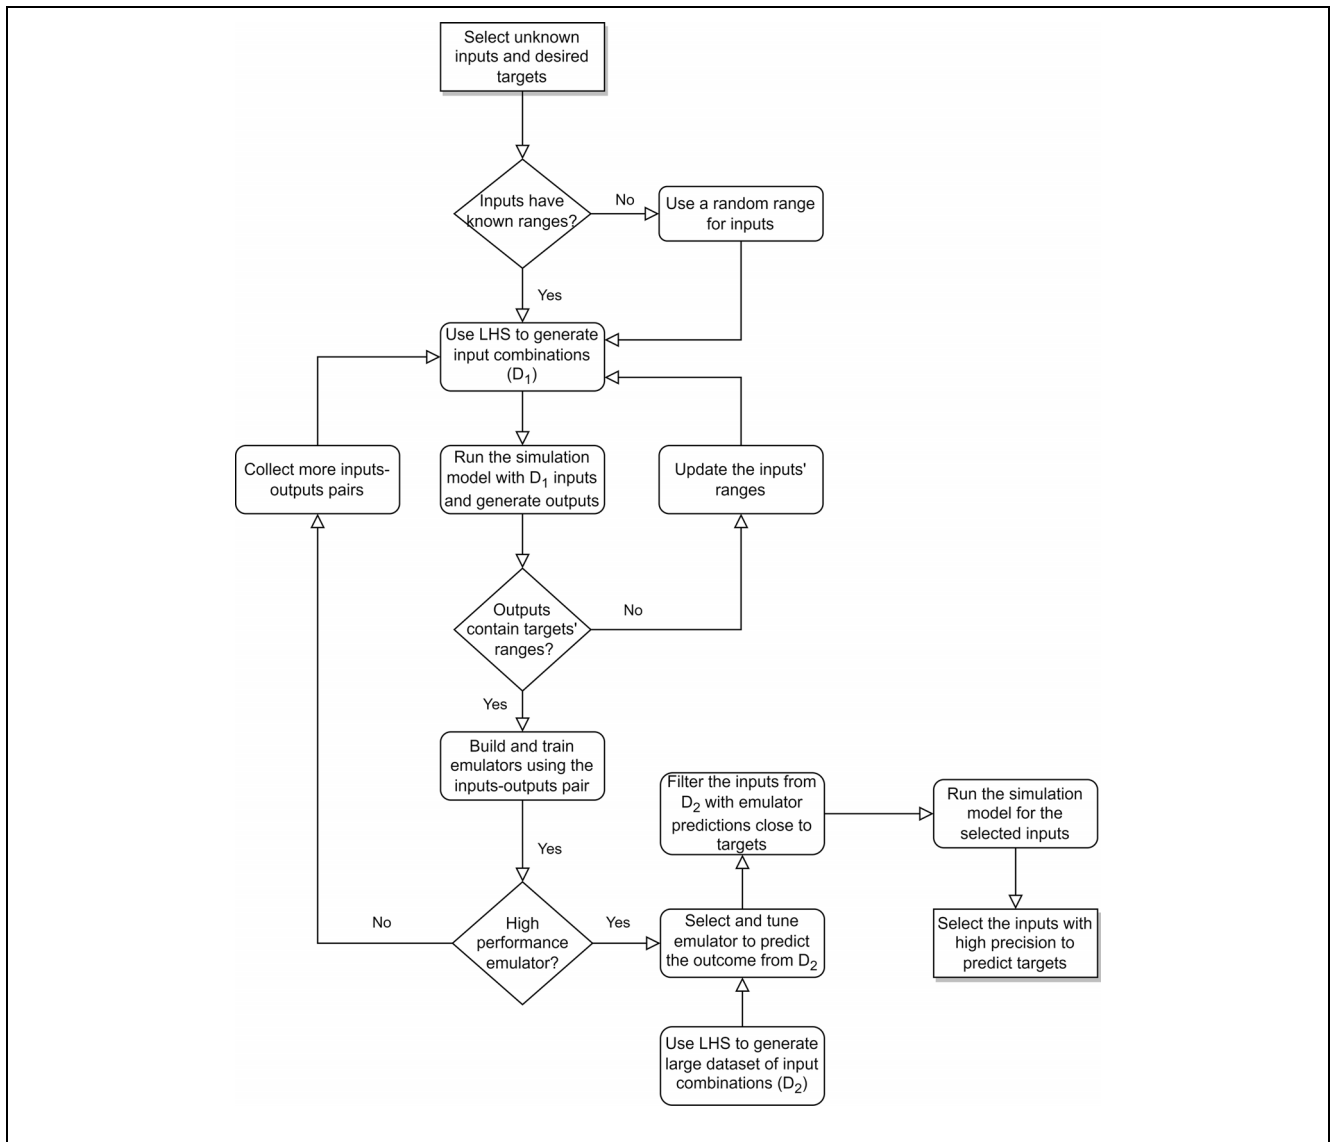 Select unknown
inputs and desired
targets
Inputs have
known ranges?
No
Use a random range
for inputs
Yes
Use LHS to generate
input combinations
(D1)
Collect more inputs-
outputs pairs
Run the simulation
model with D1 inputs
and generate outputs
Update the inputs'
ranges
Outputs
contain targets'
ranges?
No
Yes
Build and train
emulators using the
inputs-outputs pair
Yes
High
performance
emulator?
No
Yes
Filter the inputs from
D2 with emulator
predictions close to
targets
Run the simulation
model for the
selected inputs
Select and tune
emulator to predict
the outcome from D2
Select the inputs with
high precision to
predict targets
Use LHS to generate
large dataset of input
combinations (D2)